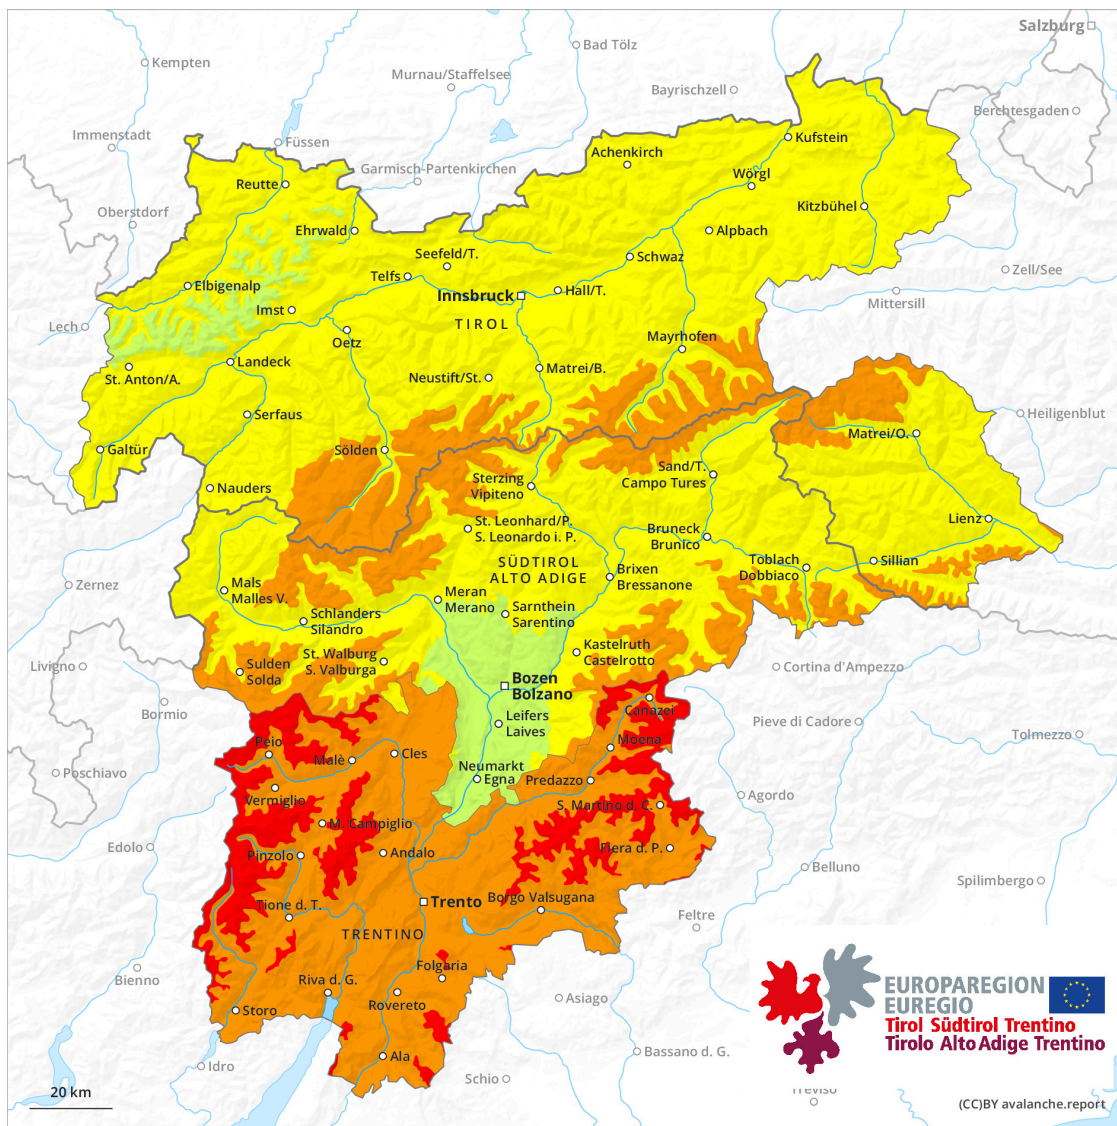 Salzburg
Bad Tölz
Kempten
Murnau/Staffelsee
Bayrischzell
Berchtesgaden
Immenstadt
Füssen
Kufstein
Achenkirch
Garmisch-Partenkirchen
Wörgl
Reutte
Oberstdorf
Kitzbühel
Ehrwald
Alpbach
Seefeld/T.
Schwaz
Zell/See
Telfs
Elbigenalp
Hall/T.
Innsbruck
Mittersill
Imst
TIROL
Lech
Oetz
Mayrhofen
Landeck
Matrei/B.
St. Anton/A.
Neustift/St.
Serfaus
Heiligenblut
Matrei/O.
Galtür
Sölden
Sand/T.
Campo Tures
Sterzing
Vipiteno
Nauders
St. Leonhard/P.
S. Leonardo i. P.
Lienz
Bruneck
Brunico
SÜDTIROL
ALTO ADIGE
Toblach
Dobbiaco
Sillian
Brixen
Bressanone
Zernez
Mals
Malles V.
Meran
Merano
Sarnthein
Sarentino
Schlanders
Silandro
Kastelruth
Castelrotto
St. Walburg
S. Valburga
Livigno
Sulden
Solda
Cortina d'Ampezzo
Bozen
Bolzano
Bormio
Canazei
Leifers
Laives
Pieve di Cadore
Tolmezzo
Peio
Moena
Cles
Malè
Poschiavo
Neumarkt
Egna
Predazzo
Vermiglio
S. Martino d. C.
Agordo
M. Campiglio
Edolo
Pinzolo
Andalo
Fiera d. P.
Belluno
Spilimbergo
Tione d. T.
Trento
Borgo Valsugana
Feltre
TRENTINO
Bienno
Folgaria
Riva d. G.
Rovereto
Asiago
Storo
EUROPAREGION
EUREGIO
Tirol Südtirol Trentino
Tirolo Alto Adige Trentino
Ala
Bassano d. G.
Idro
Schio
Treviso
20 km
(CC)BY avalanche.report